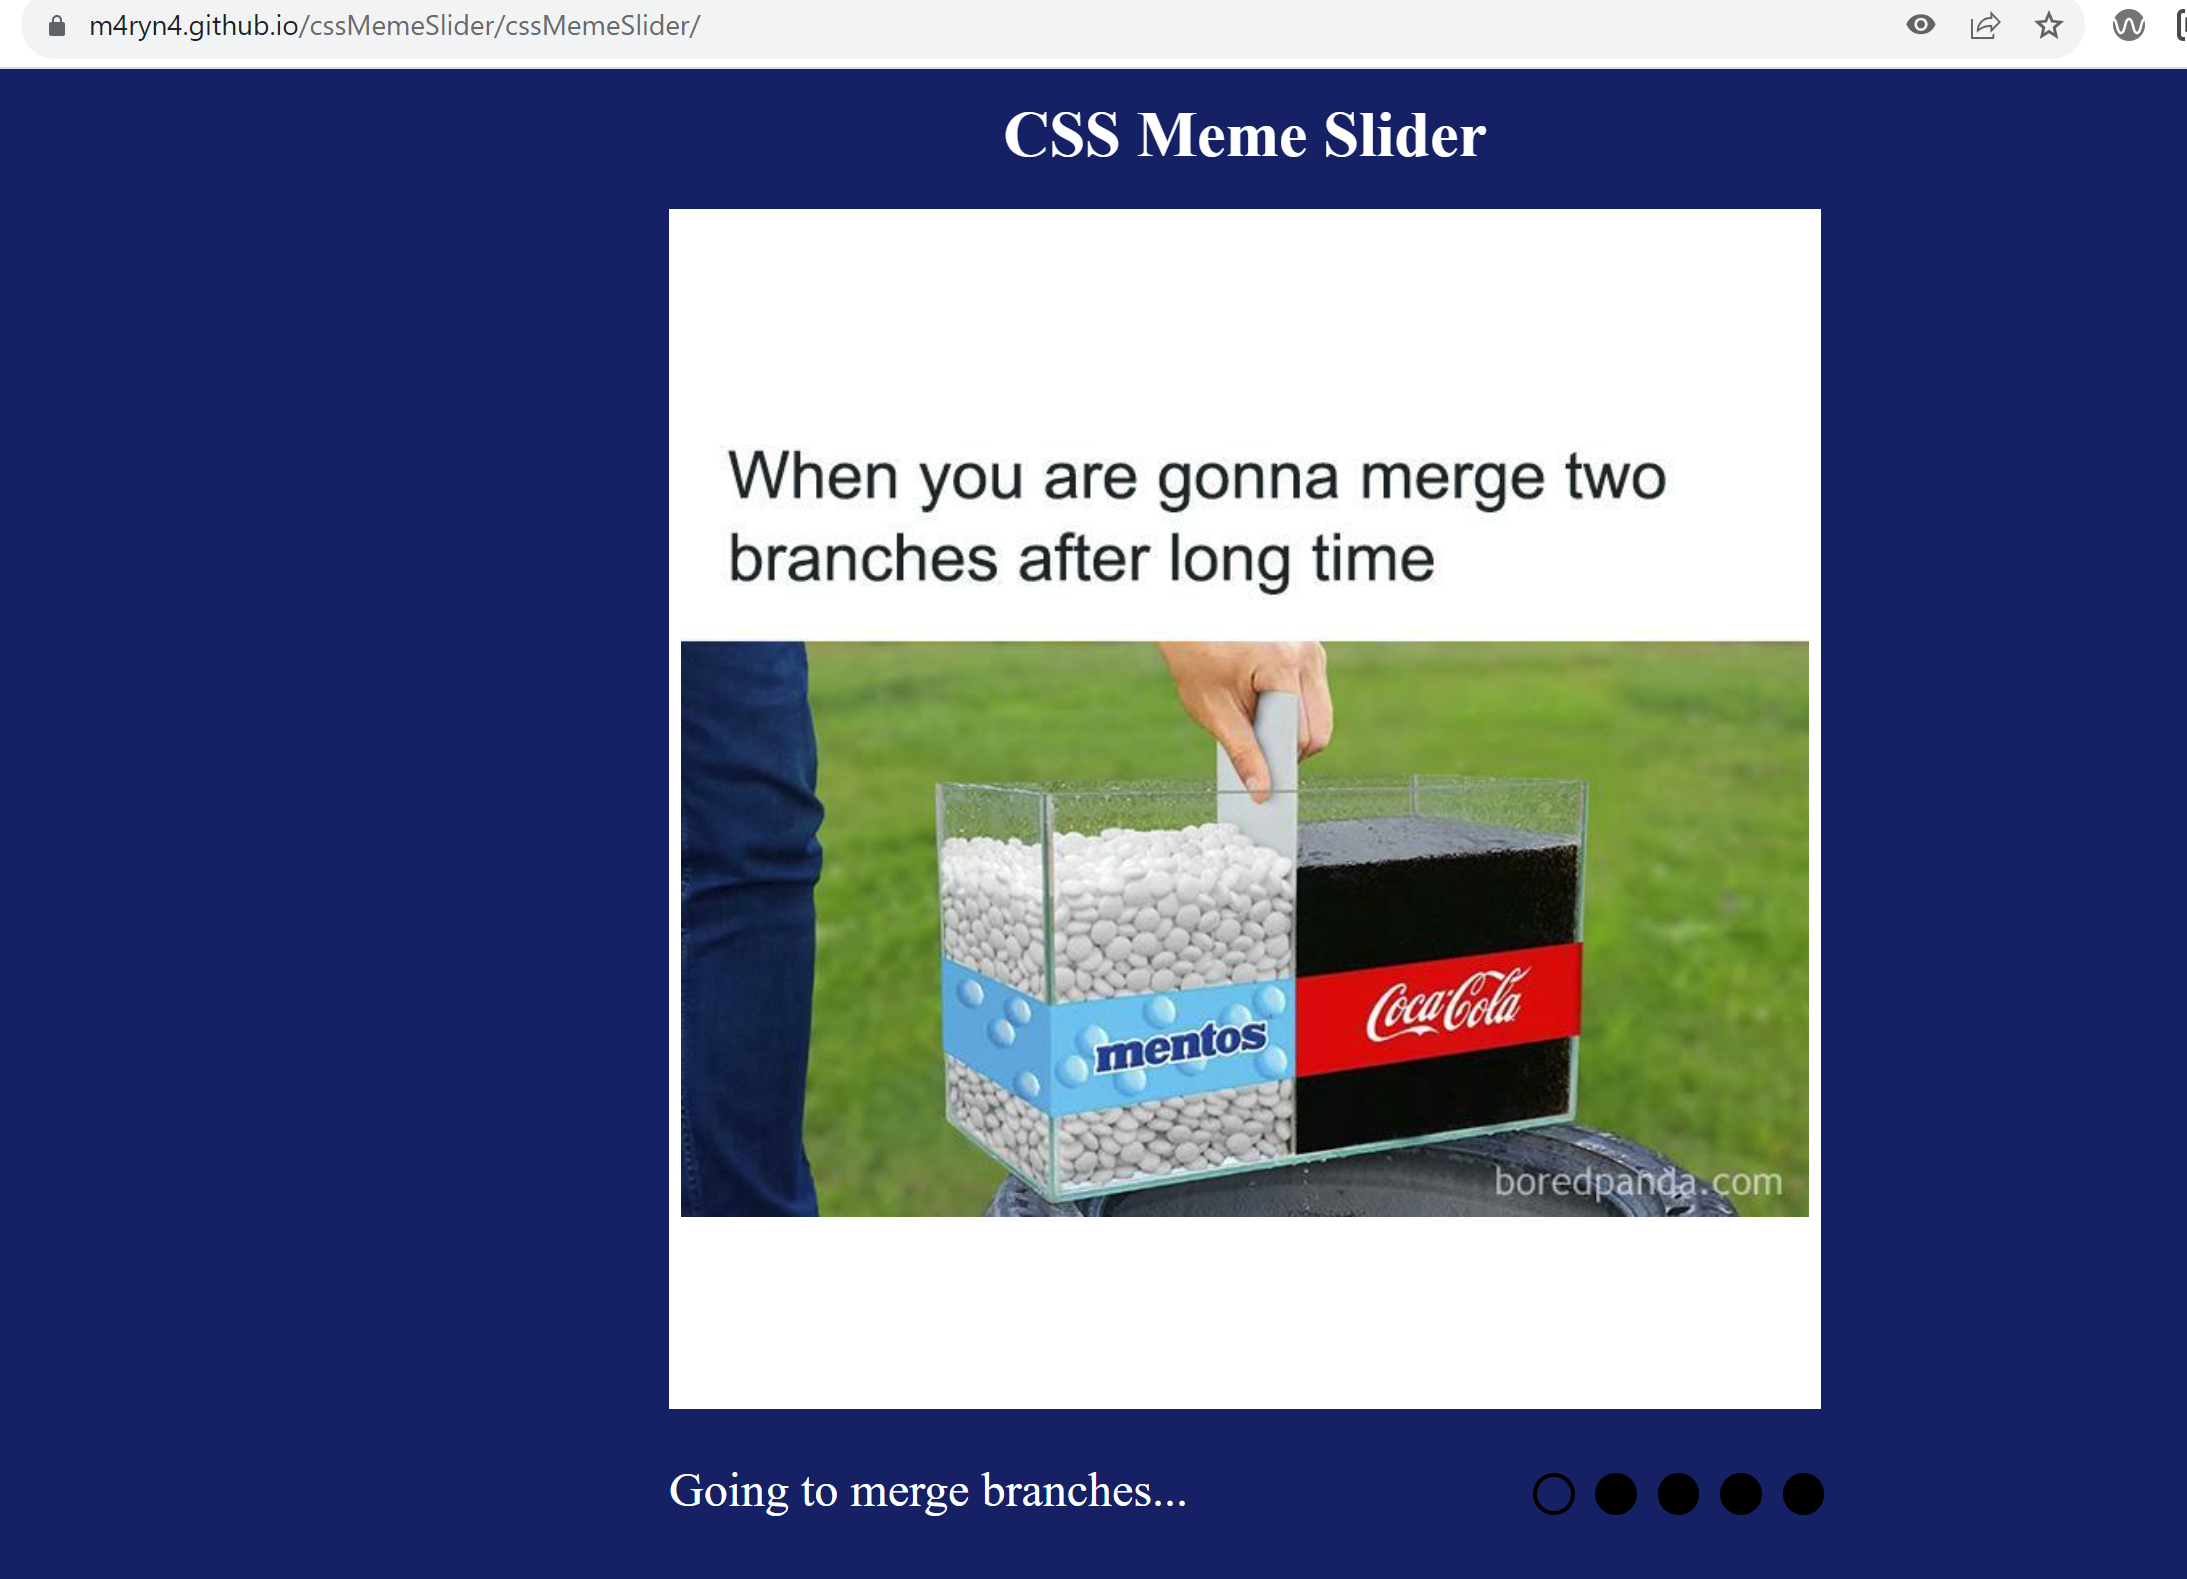 m4ryn4.github.io/cssMemeSlider/cssMemeSlider/
CSS Meme Slider
When you are gonna merge two
branches after long time
mentos
Coca-Cola
boredpanda.com
Going to merge branches...